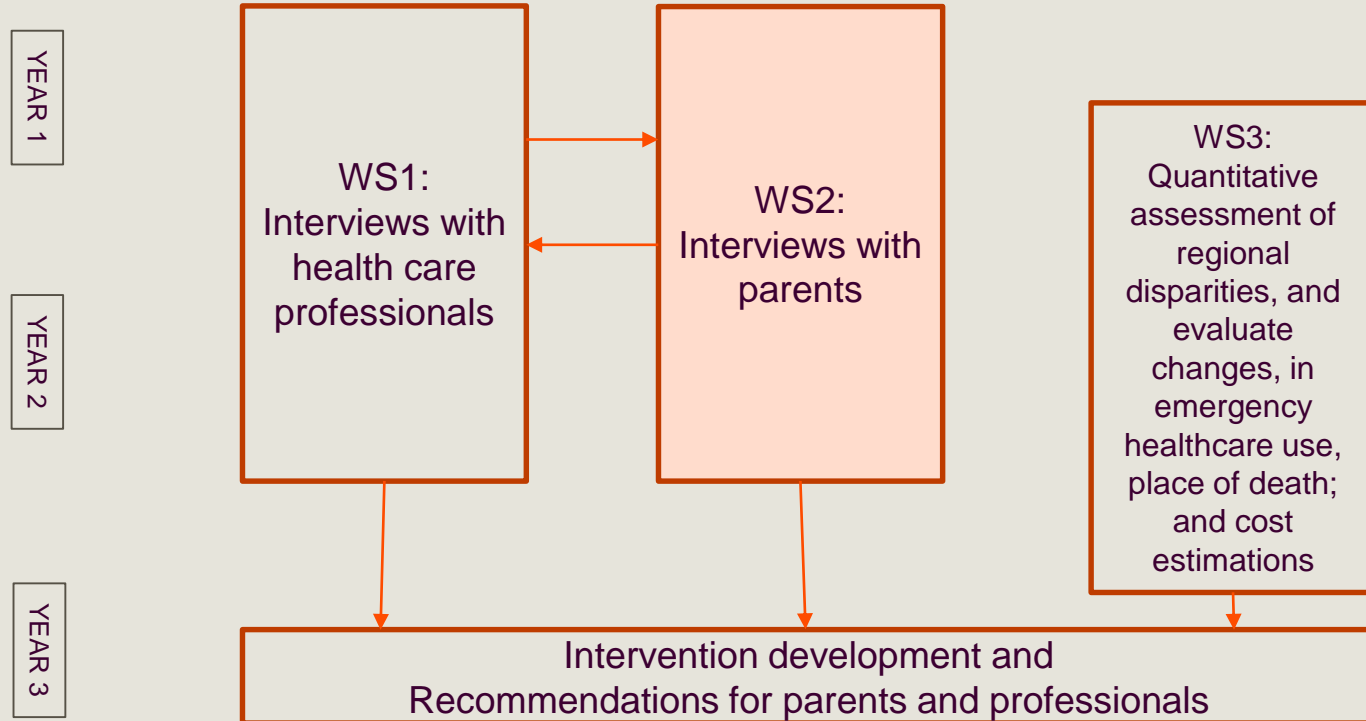 YEAR 1
YEAR 2
YEAR 3
WS1:
Interviews with
health care
professionals
WS2:
Interviews with
parents
WS3:
Quantitative
assessment of
regional
disparities, and
evaluate
changes, in
emergency
healthcare use,
place of death;
and cost
estimations
Intervention development and
Recommendations for parents and professionals